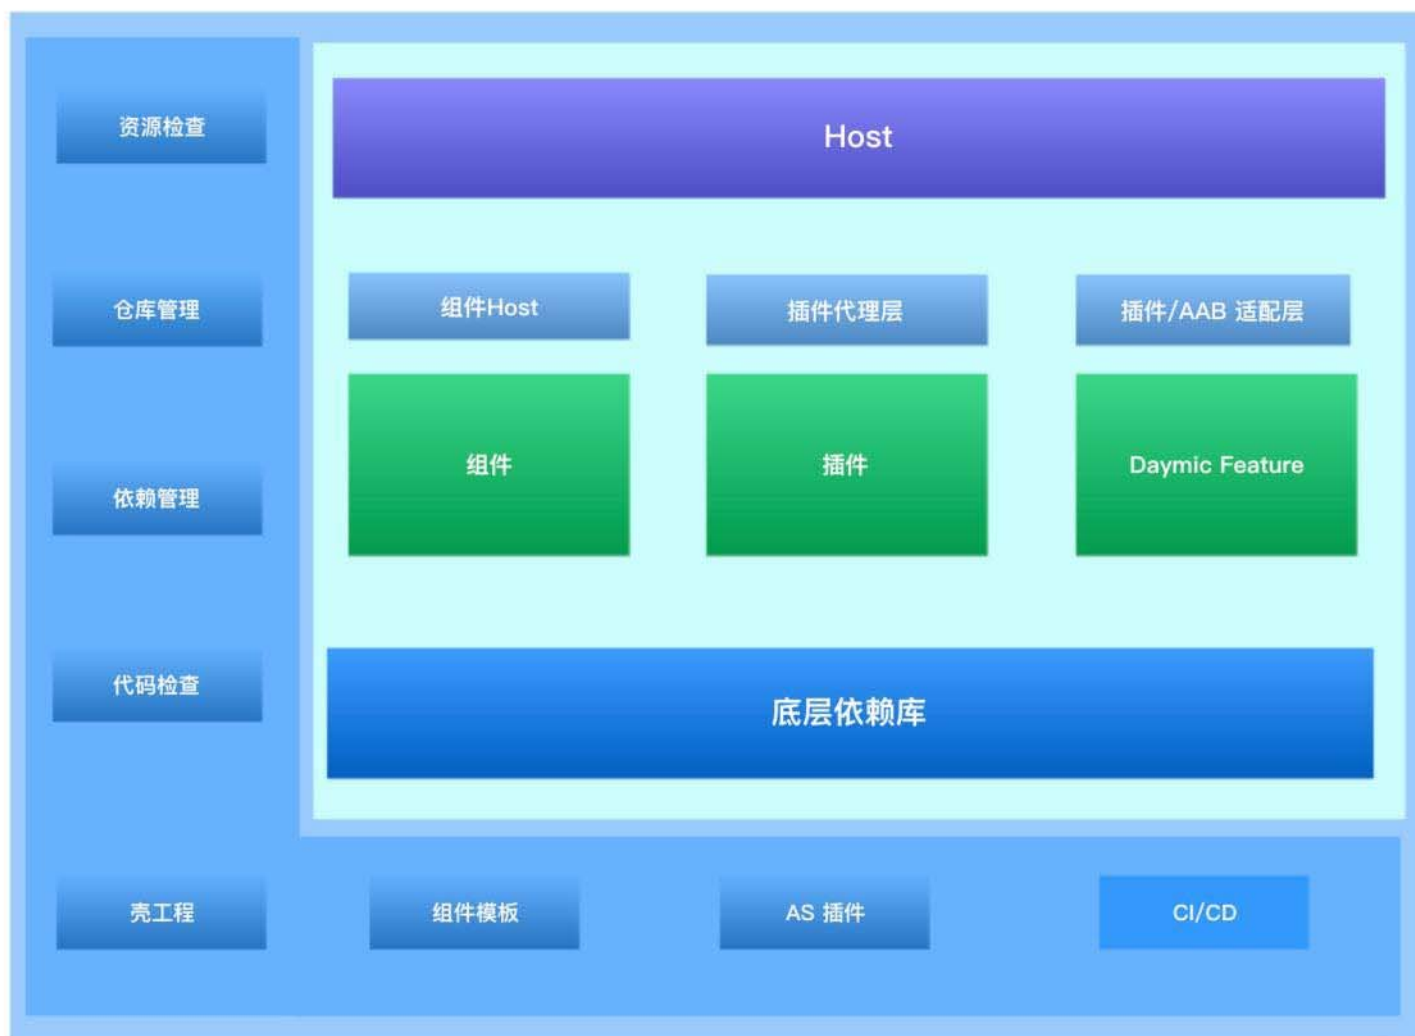 资源检查
仓库管理
依赖管理
代码检查
Host
组件Host
插件代理层
插件/AAB 适配层
组件
插件
Daymic Feature
底层依赖库
壳工程
组件模板
AS 插件
CI/CD